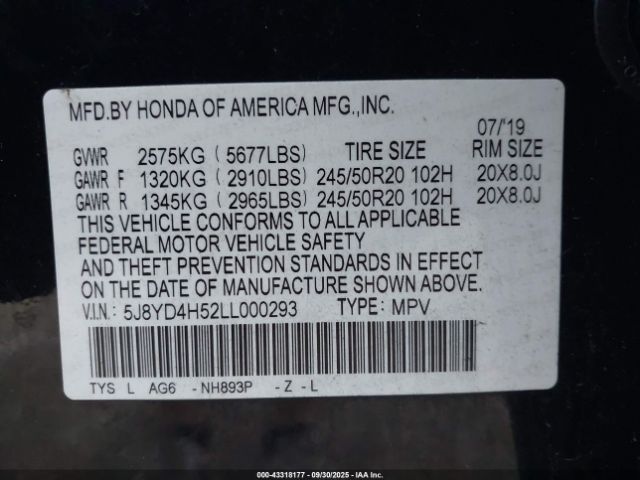 MFD.BY HONDA OF AMERICA MFG.,INC.
07/'19
GVWR 2575KG ( 5677LBS) TIRE SIZE RIM SIZE
GAWR F 1320KG ( 2910LBS) 245/50R20 102H 20X8.0J
GAWR R 1345KG ( 2965LBS) 245/50R20 102H 20X8.0J
THIS VEHICLE CONFORMS TO ALL APPLICABLE
FEDERAL MOTOR VEHICLE SAFETY
AND THEFT PREVENTION STANDARDS IN EFFECT
ON THE DATE OF MANUFACTURE SHOWN ABOVE.
V.I.N.: 5J8YD4H52LL000293 TYPE: MPV
TYS L AG6 -NH893P -Z-L
000-43318177 - 09/30/2025 - IAA Inc.